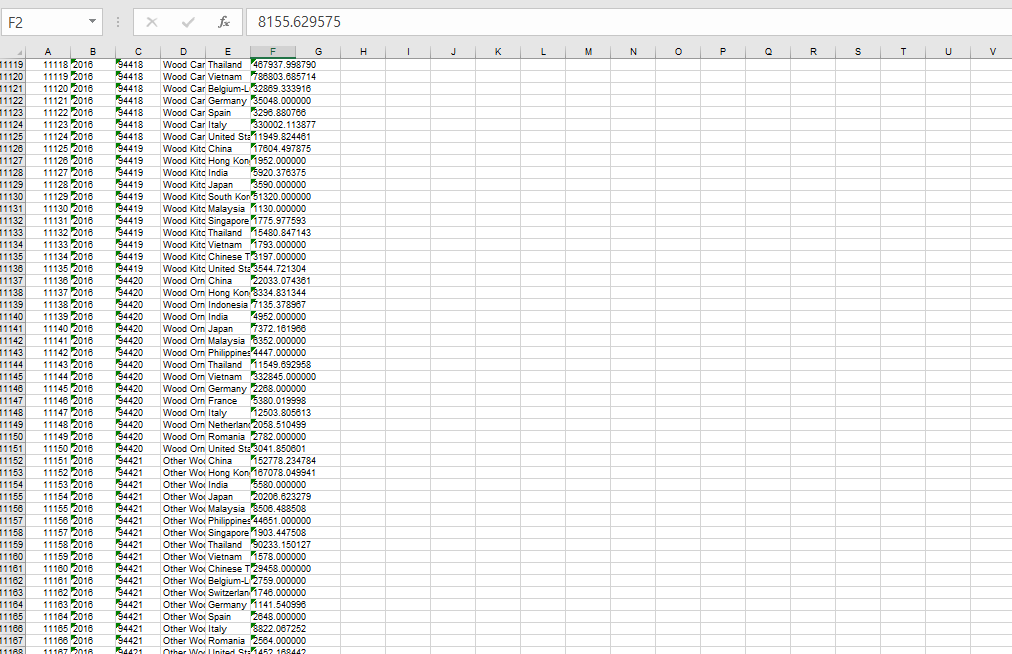 F2 fx 8155.629575
A B C D E F G H I J K L M N O P Q R S T U V
11119 11118 2016 94418 Wood Car Thailand 467937.998790
11120 11119 2016 94418 Wood Car Vietnam 786803.685714
11121 11120 2016 94418 Wood Car Belgium-L 32869.333916
11122 11121 2016 94418 Wood Car Germany 35048.000000
11123 11122 2016 94418 Wood Car Spain 3296.880766
11124 11123 2016 94418 Wood Car Italy 330002.113877
11125 11124 2016 94418 Wood Car United Sta 11949.824461
11126 11125 2016 94419 Wood Kitc China 17604.497875
11127 11126 2016 94419 Wood Kitc Hong Kon 1952.000000
11128 11127 2016 94419 Wood Kitc India 5920.376375
11129 11128 2016 94419 Wood Kitc Japan 3590.000000
11130 11129 2016 94419 Wood Kitc South Kor 51320.000000
11131 11130 2016 94419 Wood Kitc Malaysia 1130.000000
11132 11131 2016 94419 Wood Kitc Singapore 1775.977593
11133 11132 2016 94419 Wood Kitc Thailand 15480.847143
11134 11133 2016 94419 Wood Kitc Vietnam 1793.000000
11135 11134 2016 94419 Wood Kitc Chinese T 3197.000000
11136 11135 2016 94419 Wood Kitc United Sta 3544.721304
11137 11136 2016 94420 Wood Orn China 22033.074361
11138 11137 2016 94420 Wood Orn Hong Kon 8334.831344
11139 11138 2016 94420 Wood Orn Indonesia 7135.378967
11140 11139 2016 94420 Wood Orn India 4952.000000
11141 11140 2016 94420 Wood Orn Japan 7372.161966
11142 11141 2016 94420 Wood Orn Malaysia 6352.000000
11143 11142 2016 94420 Wood Orn Philippines 4447.000000
11144 11143 2016 94420 Wood Orn Thailand 11549.692958
11145 11144 2016 94420 Wood Orn Vietnam 332845.000000
11146 11145 2016 94420 Wood Orn Germany 2268.000000
11147 11146 2016 94420 Wood Orn France 5380.019998
11148 11147 2016 94420 Wood Orn Italy 12503.805613
11149 11148 2016 94420 Wood Orn Netherland 2058.510499
11150 11149 2016 94420 Wood Orn Romania 2782.000000
11151 11150 2016 94420 Wood Orn United Sta 3041.850601
11152 11151 2016 94421 Other Woo China 152778.234784
11153 11152 2016 94421 Other Woo Hong Kon 167078.049941
11154 11153 2016 94421 Other Woo India 5580.000000
11155 11154 2016 94421 Other Woo Japan 20206.623279
11156 11155 2016 94421 Other Woo Malaysia 8506.488508
11157 11156 2016 94421 Other Woo Philippines 44651.000000
11158 11157 2016 94421 Other Woo Singapore 1903.447508
11159 11158 2016 94421 Other Woo Thailand 90233.150127
11160 11159 2016 94421 Other Woo Vietnam 1578.000000
11161 11160 2016 94421 Other Woo Chinese T 29458.000000
11162 11161 2016 94421 Other Woo Belgium-L 2759.000000
11163 11162 2016 94421 Other Woo Switzerlan 1746.000000
11164 11163 2016 94421 Other Woo Germany 1141.540996
11165 11164 2016 94421 Other Woo Spain 2648.000000
11166 11165 2016 94421 Other Woo Italy 8822.067252
11167 11166 2016 94421 Other Woo Romania 2564.000000
11168 11167 2016 94421 Other Woo United Sta 1452.168442